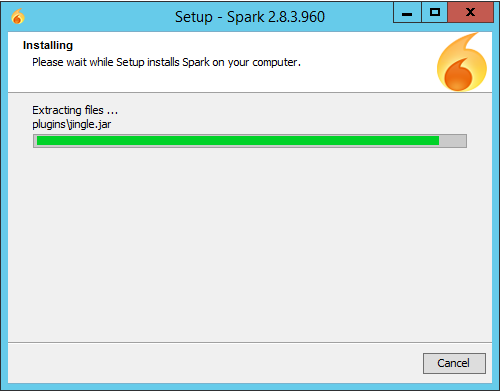 Setup - Spark 2.8.3.960
Installing
Please wait while Setup installs Spark on your computer.
Extracting files ...
plugins\jingle.jar
Cancel